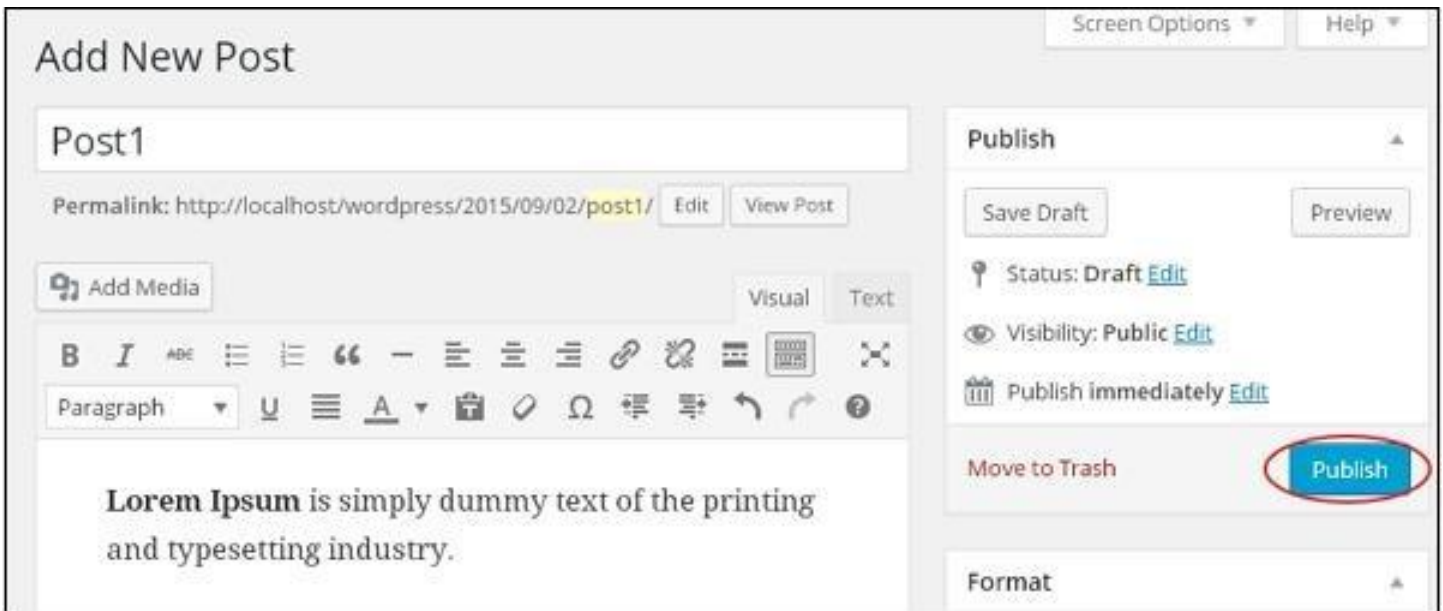 Screen Options Help
Add New Post
Post1
Permalink: http://localhost/wordpress/2015/09/02/post1/ Edit View Post
Add Media
Visual Text
B I ABC
Paragraph U A Ω
Lorem Ipsum is simply dummy text of the printing
and typesetting industry.
Publish
Save Draft Preview
Status: Draft Edit
Visibility: Public Edit
Publish immediately Edit
Move to Trash Publish
Format